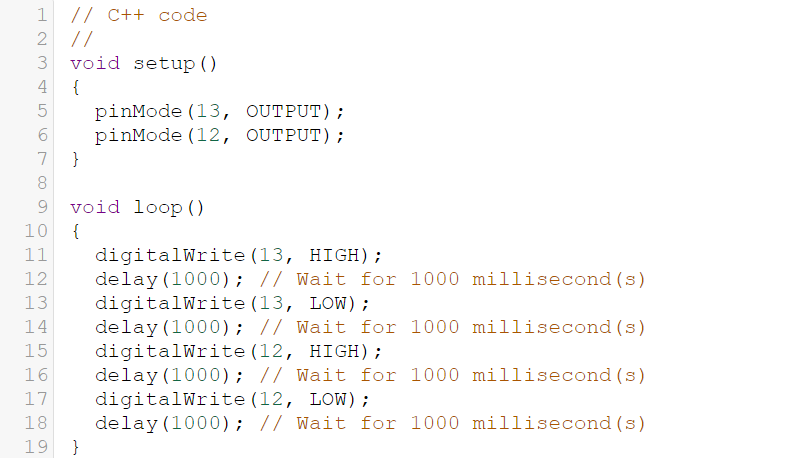 1 // C++ code
2 //
3 void setup()
4 {
5   pinMode(13, OUTPUT);
6   pinMode(12, OUTPUT);
7 }
8
9 void loop()
10 {
11   digitalWrite(13, HIGH);
12   delay(1000); // Wait for 1000 millisecond(s)
13   digitalWrite(13, LOW);
14   delay(1000); // Wait for 1000 millisecond(s)
15   digitalWrite(12, HIGH);
16   delay(1000); // Wait for 1000 millisecond(s)
17   digitalWrite(12, LOW);
18   delay(1000); // Wait for 1000 millisecond(s)
19 }